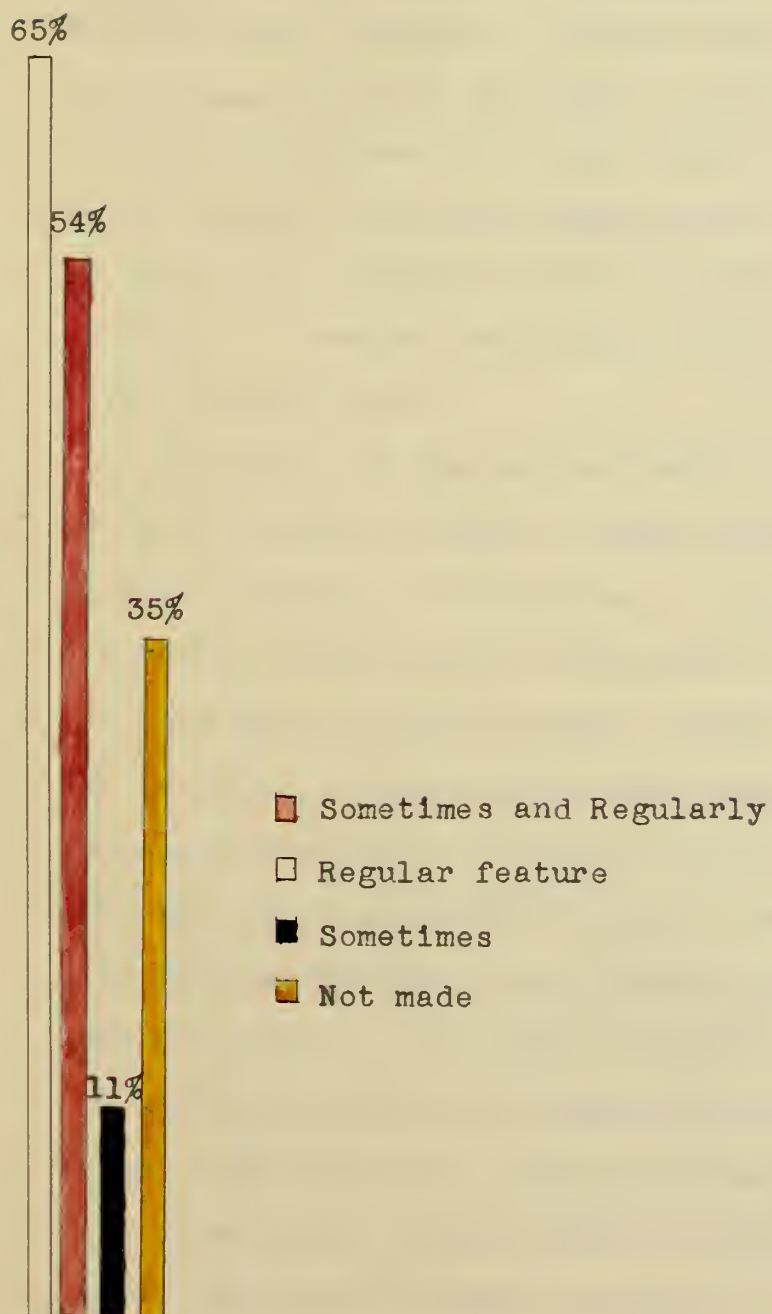 65%
54%
35%
Sometimes and Regularly
Regular feature
Sometimes
Not made
11%